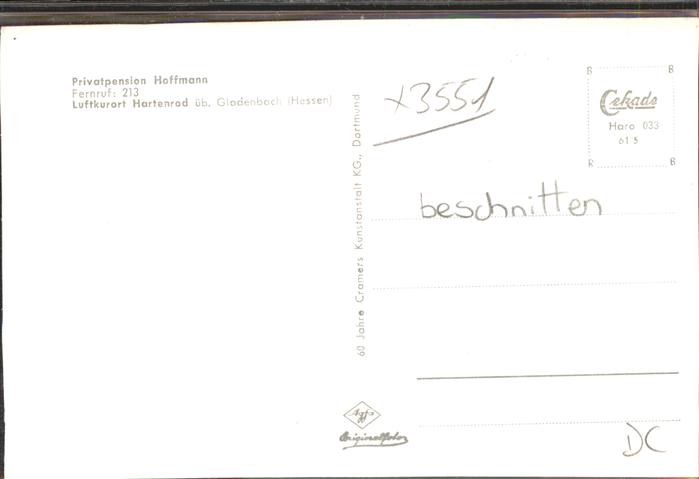 Privatpension Hoffmann
Fernruf: 213
Luftkurort Hartenrod üb. Gladenbach (Hessen)
60 Jahre Cramers Kunstanstalt KG., Dortmund
x3551
B B
Cekade
Haro 033
61 5
R B
beschnitten
Agfa
Originalfoto
DC